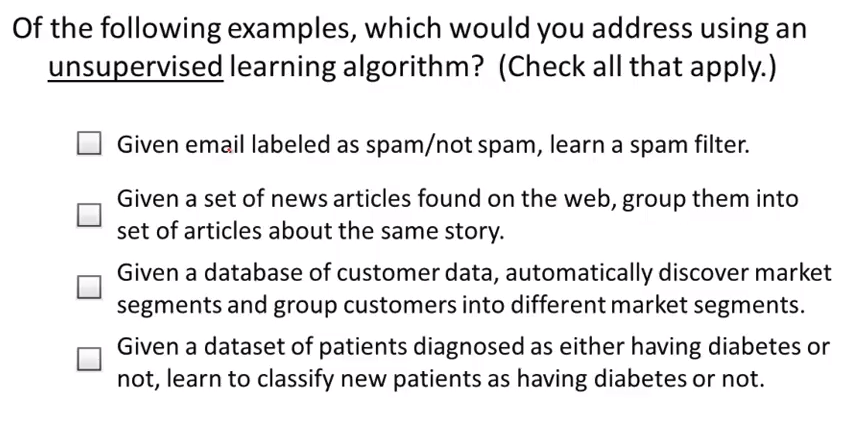 Of the following examples, which would you address using an
unsupervised learning algorithm? (Check all that apply.)
Given email labeled as spam/not spam, learn a spam filter.
Given a set of news articles found on the web, group them into
set of articles about the same story.
Given a database of customer data, automatically discover market
segments and group customers into different market segments.
Given a dataset of patients diagnosed as either having diabetes or
not, learn to classify new patients as having diabetes or not.